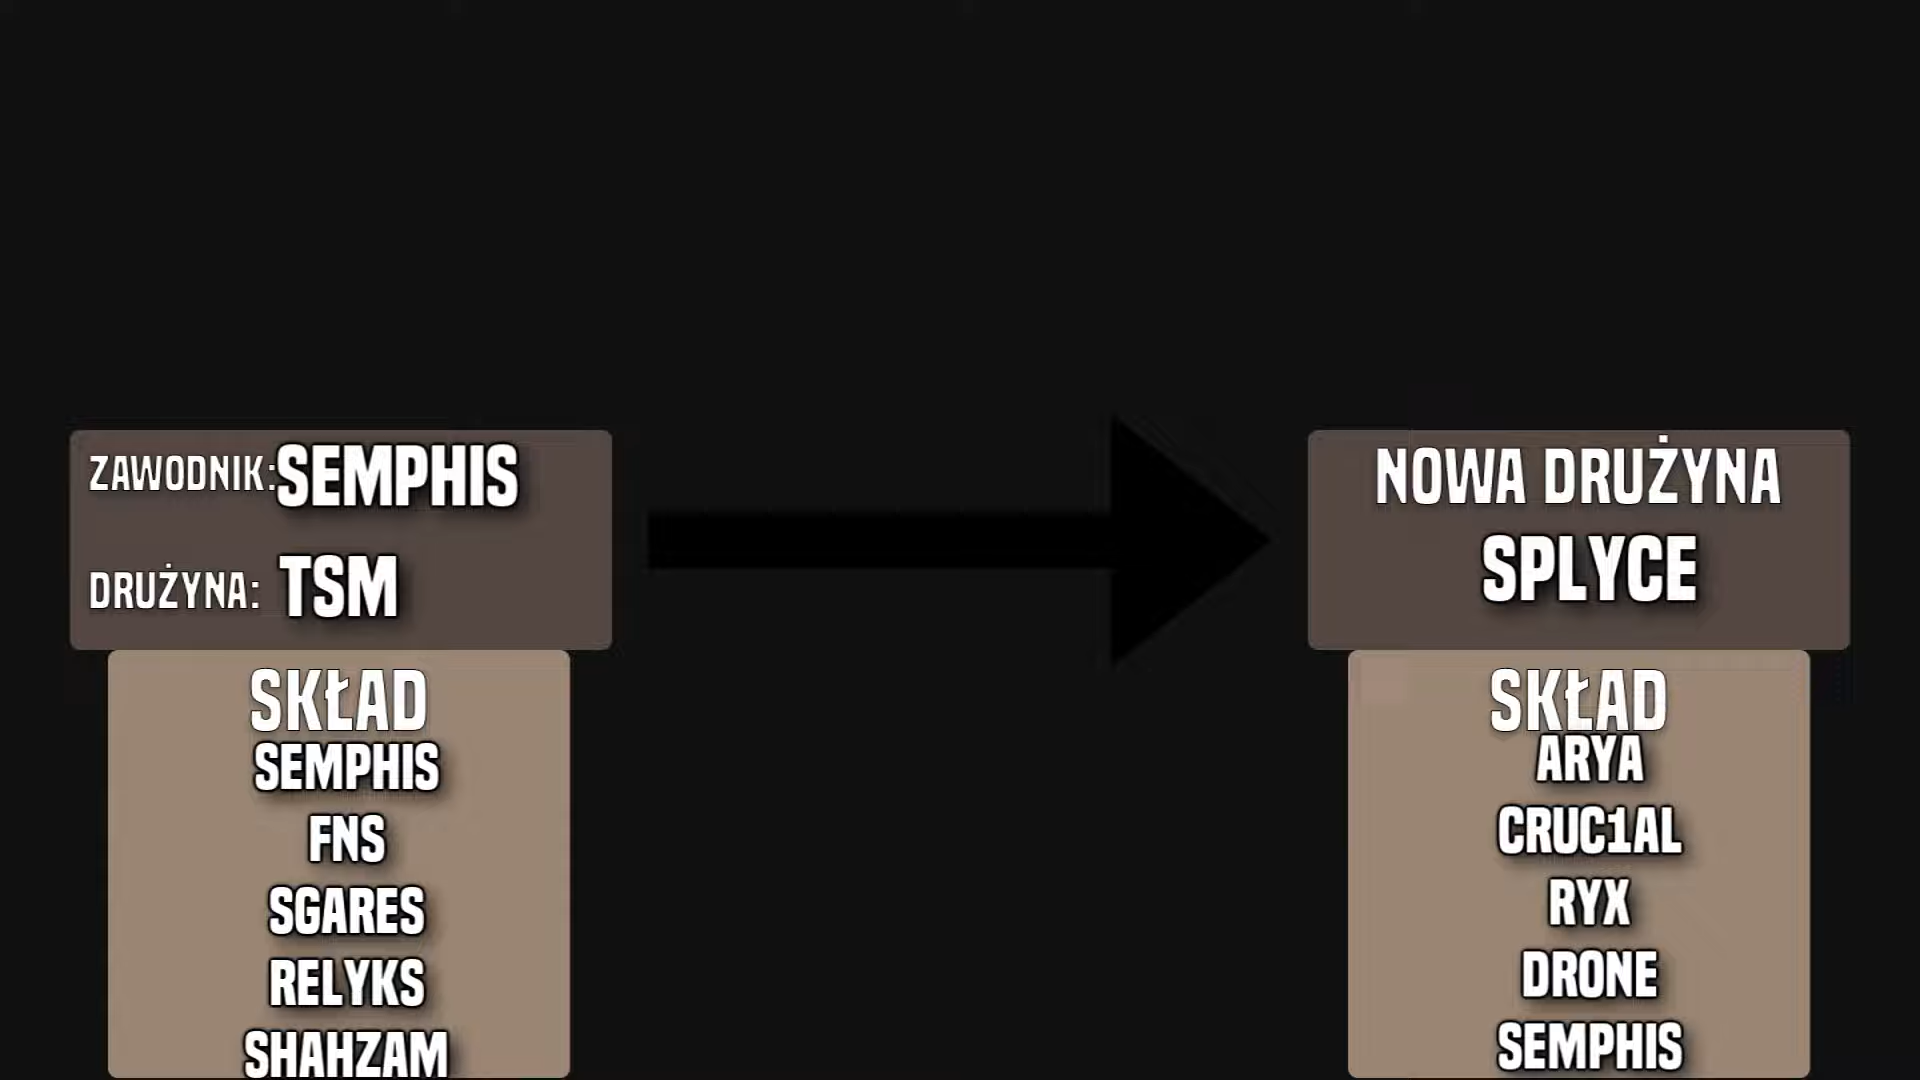 ZAWODNIK: SEMPHIS
DRUŻYNA: TSM
SKŁAD
SEMPHIS
FNS
SGARES
RELYKS
SHAHZAM
NOWA DRUŻYNA
SPLYCE
SKŁAD
ARYA
CRUC1AL
RYX
DRONE
SEMPHIS